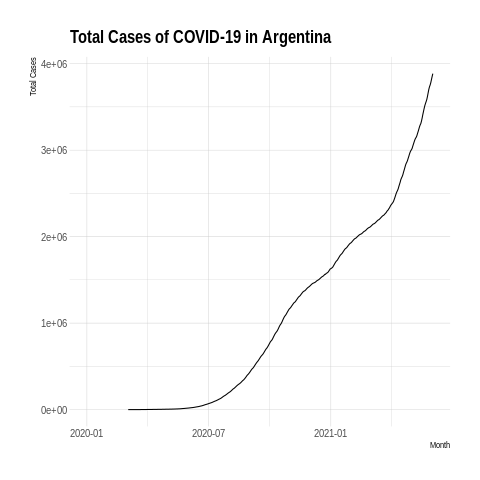 Total Cases of COVID-19 in Argentina
Total Cases
4e+06
3e+06
2e+06
1e+06
0e+00
2020-01 2020-07 2021-01
Month